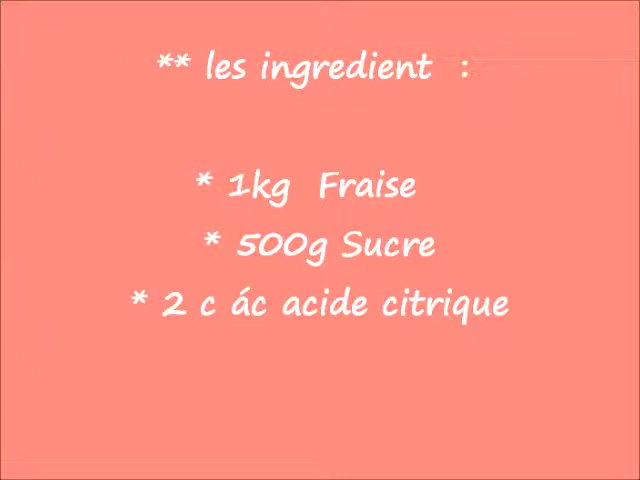 ** les ingredient :
* 1kg Fraise
* 500g Sucre
* 2 c ác acide citrique